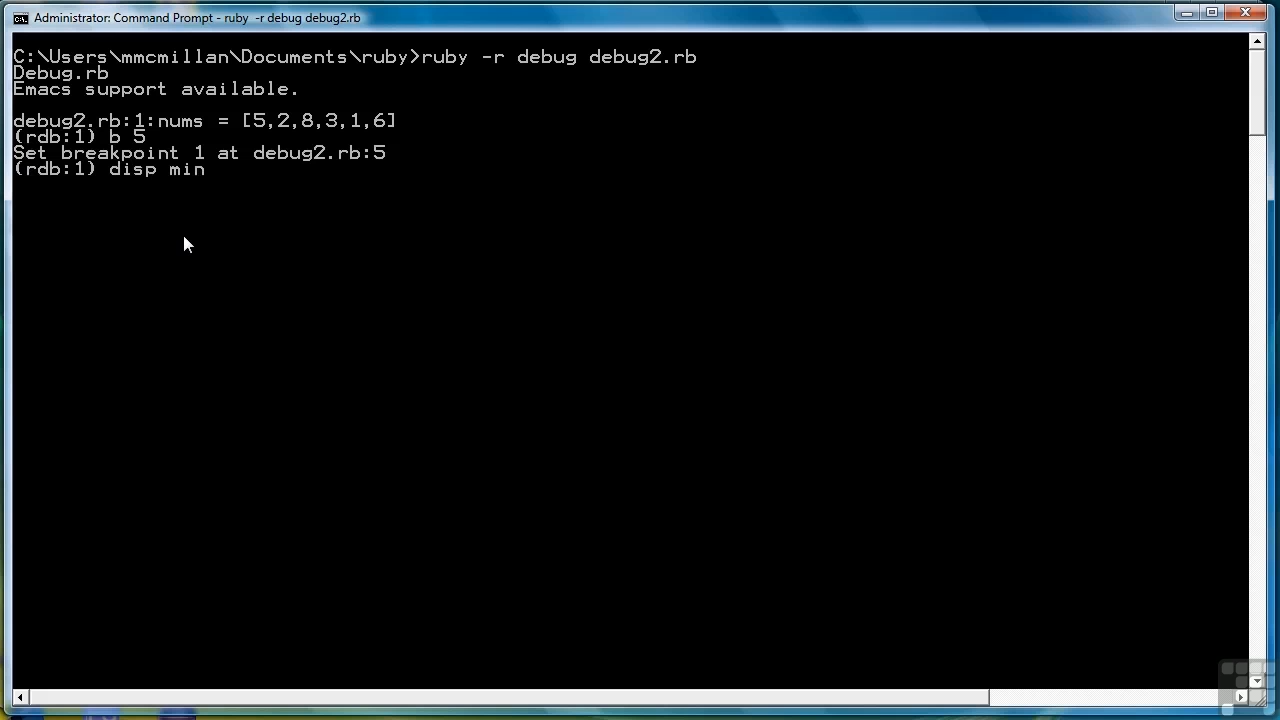 Administrator: Command Prompt - ruby -r debug debug2.rb
C:\Users\mmcmillan\Documents\ruby>ruby -r debug debug2.rb
Debug.rb
Emacs support available.
debug2.rb:1:nums = [5,2,8,3,1,6]
(rdb:1) b 5
Set breakpoint 1 at debug2.rb:5
(rdb:1) disp min